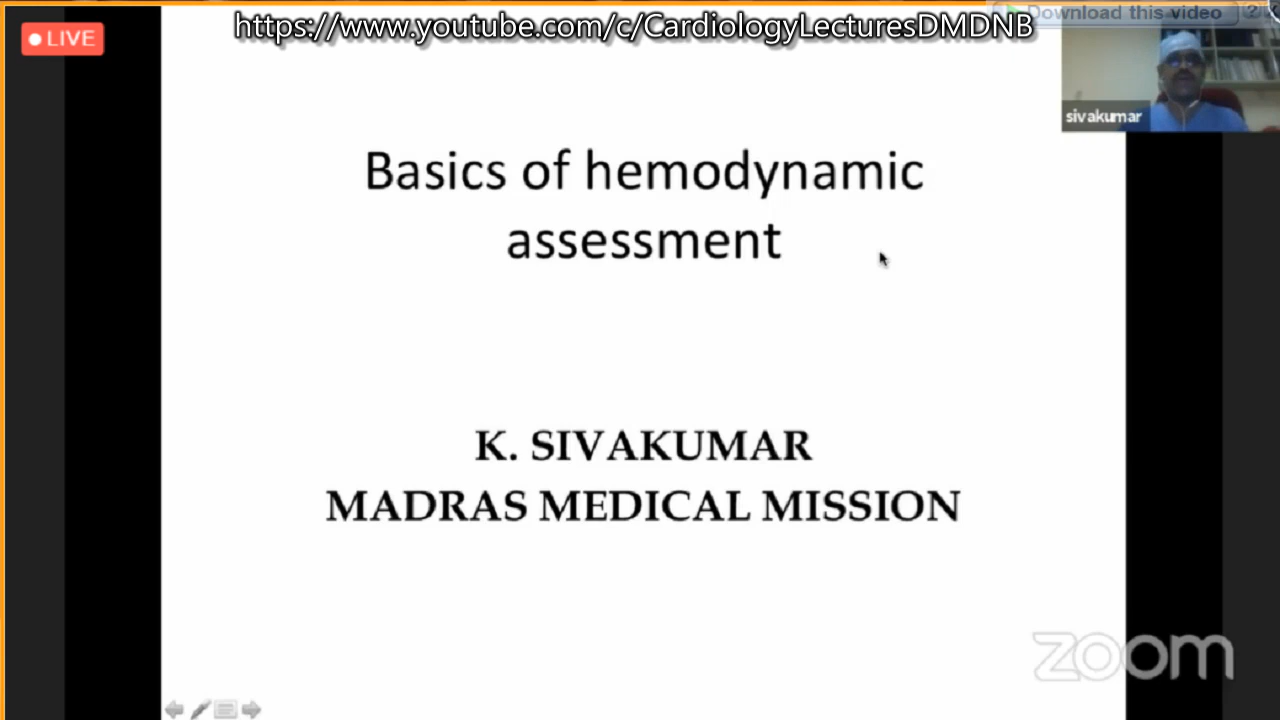 https://www.youtube.com/c/CardiologyLecturesDMDNB
Download this video
?
LIVE
sivakumar
Basics of hemodynamic
assessment
K. SIVAKUMAR
MADRAS MEDICAL MISSION
zoom